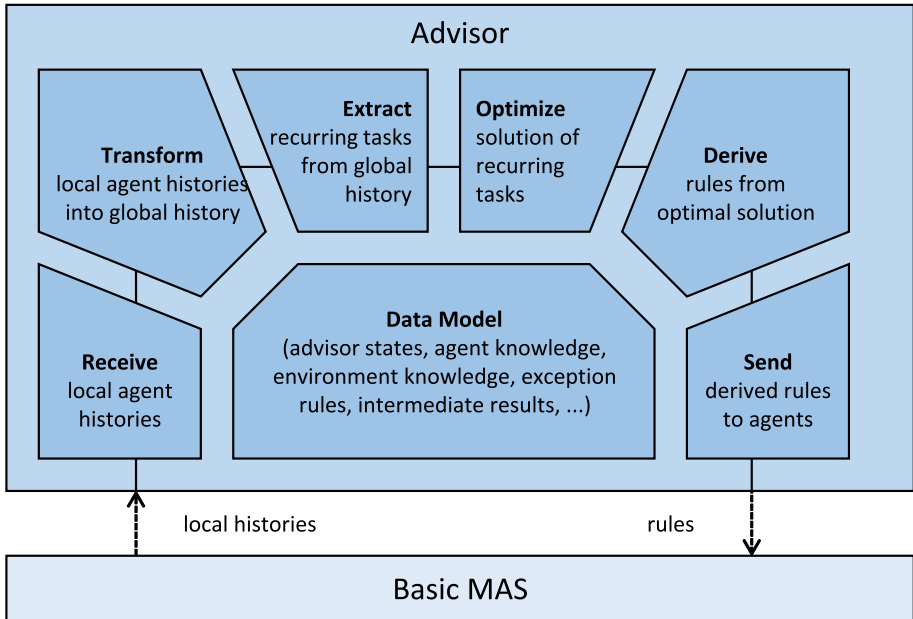 Advisor
Transform
local agent histories
into global history
Extract
recurring tasks
from global
history
Optimize
solution of
recurring
tasks
Derive
rules from
optimal solution
Receive
local agent
histories
Data Model
(advisor states, agent knowledge,
environment knowledge, exception
rules, intermediate results, ...)
Send
derived rules
to agents
local histories
rules
Basic MAS